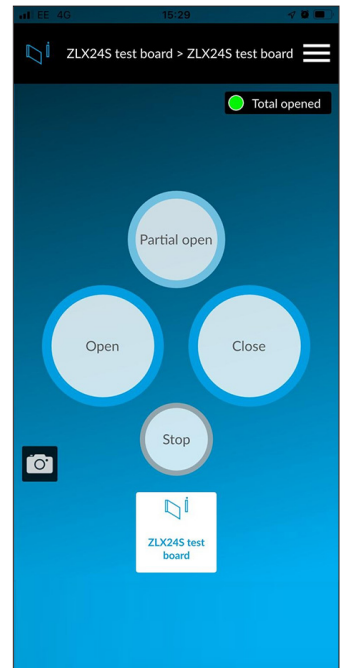 EE 4G 15:29
ZLX24S test board > ZLX24S test board
Total opened
Partial open
Open Close
Stop
ZLX24S test
board